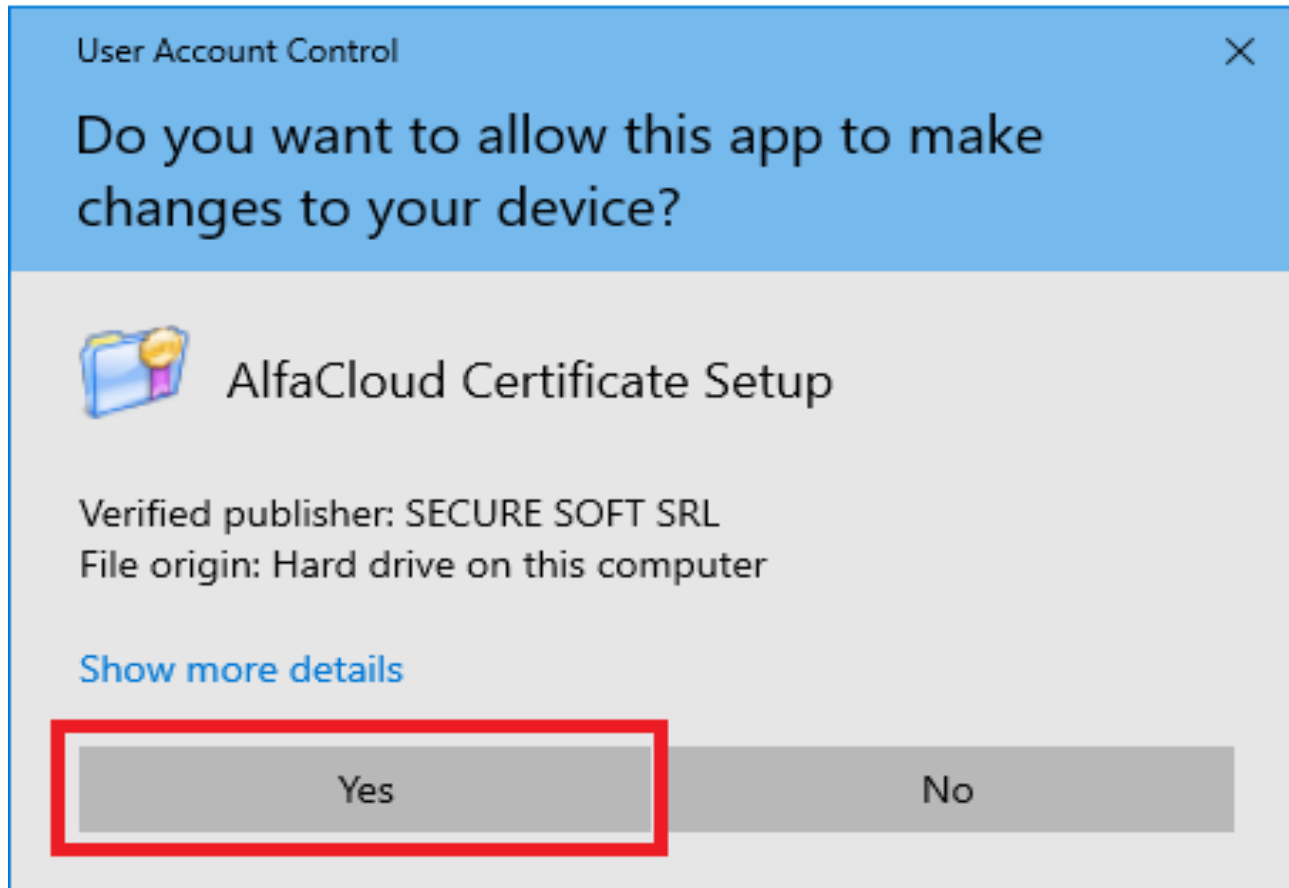 User Account Control
Do you want to allow this app to make
changes to your device?
AlfaCloud Certificate Setup
Verified publisher: SECURE SOFT SRL
File origin: Hard drive on this computer
Show more details
Yes
No